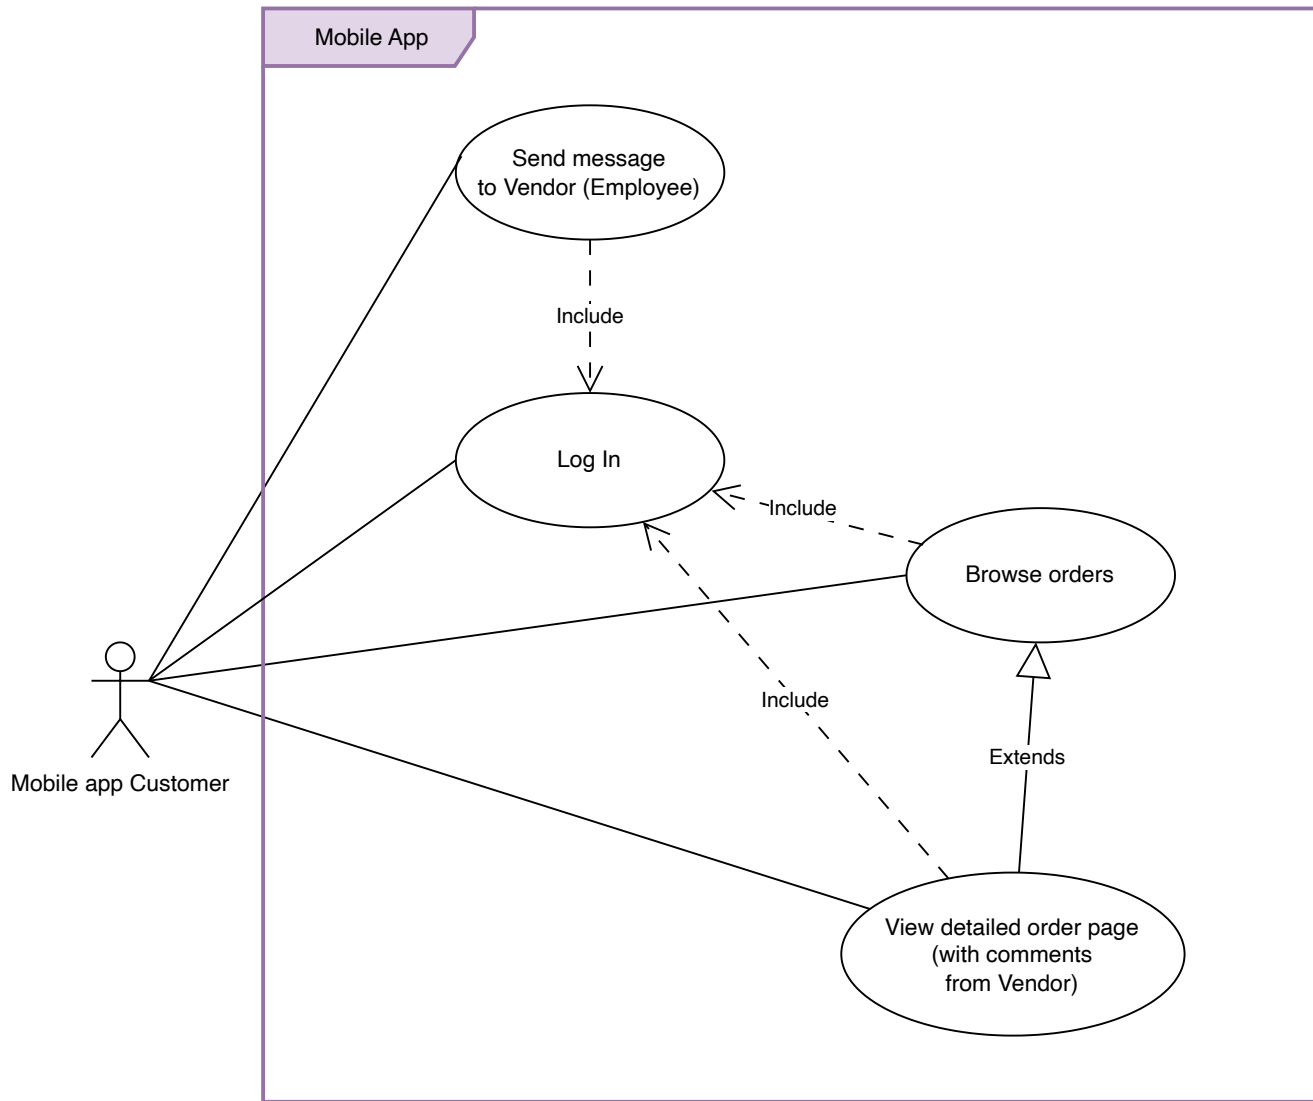 Mobile App
Send message
to Vendor (Employee)
Include
Log In
Include
Browse orders
Include
Extends
Mobile app Customer
View detailed order page
(with comments
from Vendor)